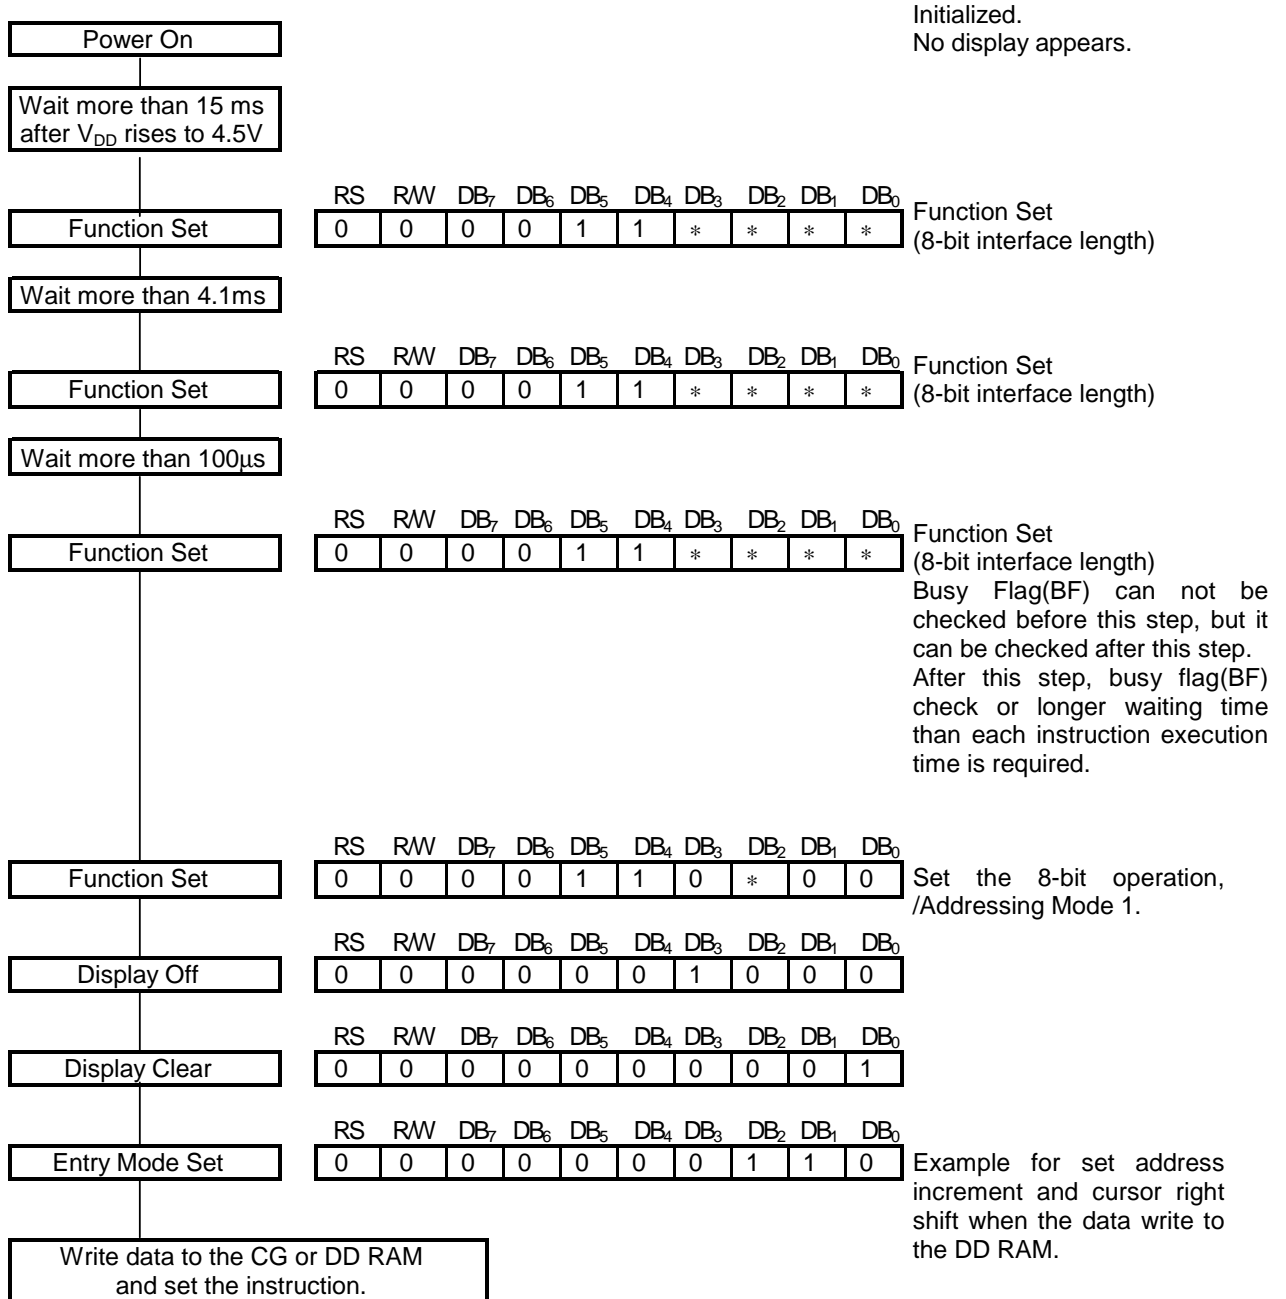 Initialized.
Power On
No display appears.
Wait more than 15 ms
after VDD rises to 4.5V
RS R/W DB7 DB6 DB5 DB4 DB3 DB2 DB1 DB0
Function Set 0 0 0 0 1 1 * * * * Function Set
(8-bit interface length)
Wait more than 4.1ms
RS R/W DB7 DB6 DB5 DB4 DB3 DB2 DB1 DB0
Function Set 0 0 0 0 1 1 * * * * Function Set
(8-bit interface length)
Wait more than 100μs
RS R/W DB7 DB6 DB5 DB4 DB3 DB2 DB1 DB0
Function Set 0 0 0 0 1 1 * * * * Function Set
(8-bit interface length)
Busy Flag(BF) can not be
checked before this step, but it
can be checked after this step.
After this step, busy flag(BF)
check or longer waiting time
than each instruction execution
time is required.
RS R/W DB7 DB6 DB5 DB4 DB3 DB2 DB1 DB0
Function Set 0 0 0 0 1 1 0 * 0 0 Set the 8-bit operation,
/Addressing Mode 1.
RS R/W DB7 DB6 DB5 DB4 DB3 DB2 DB1 DB0
Display Off 0 0 0 0 0 0 1 0 0 0
RS R/W DB7 DB6 DB5 DB4 DB3 DB2 DB1 DB0
Display Clear 0 0 0 0 0 0 0 0 0 1
RS R/W DB7 DB6 DB5 DB4 DB3 DB2 DB1 DB0
Entry Mode Set 0 0 0 0 0 0 0 1 1 0 Example for set address
increment and cursor right
shift when the data write to
the DD RAM.
Write data to the CG or DD RAM
and set the instruction.